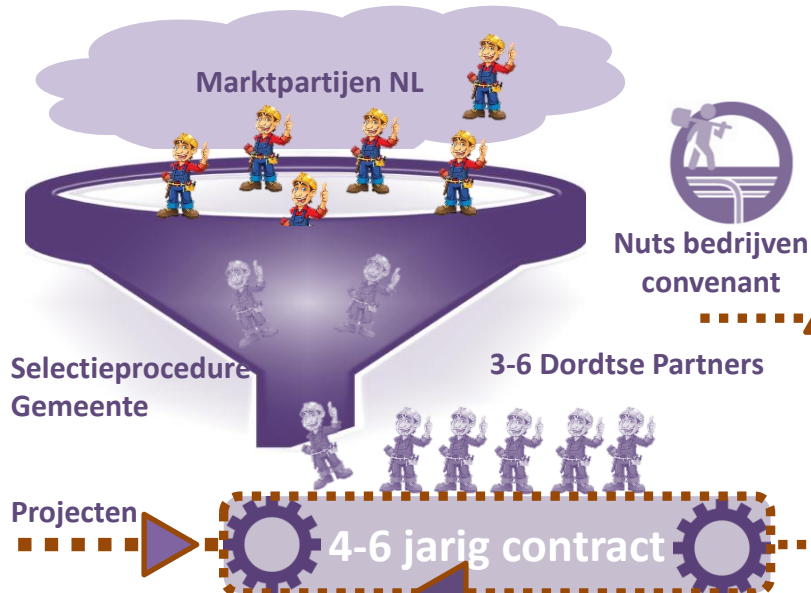 Marktpartijen NL
Nuts bedrijven
convenant
Selectieprocedure
Gemeente
3-6 Dordtse Partners
Projecten
4-6 jarig contract